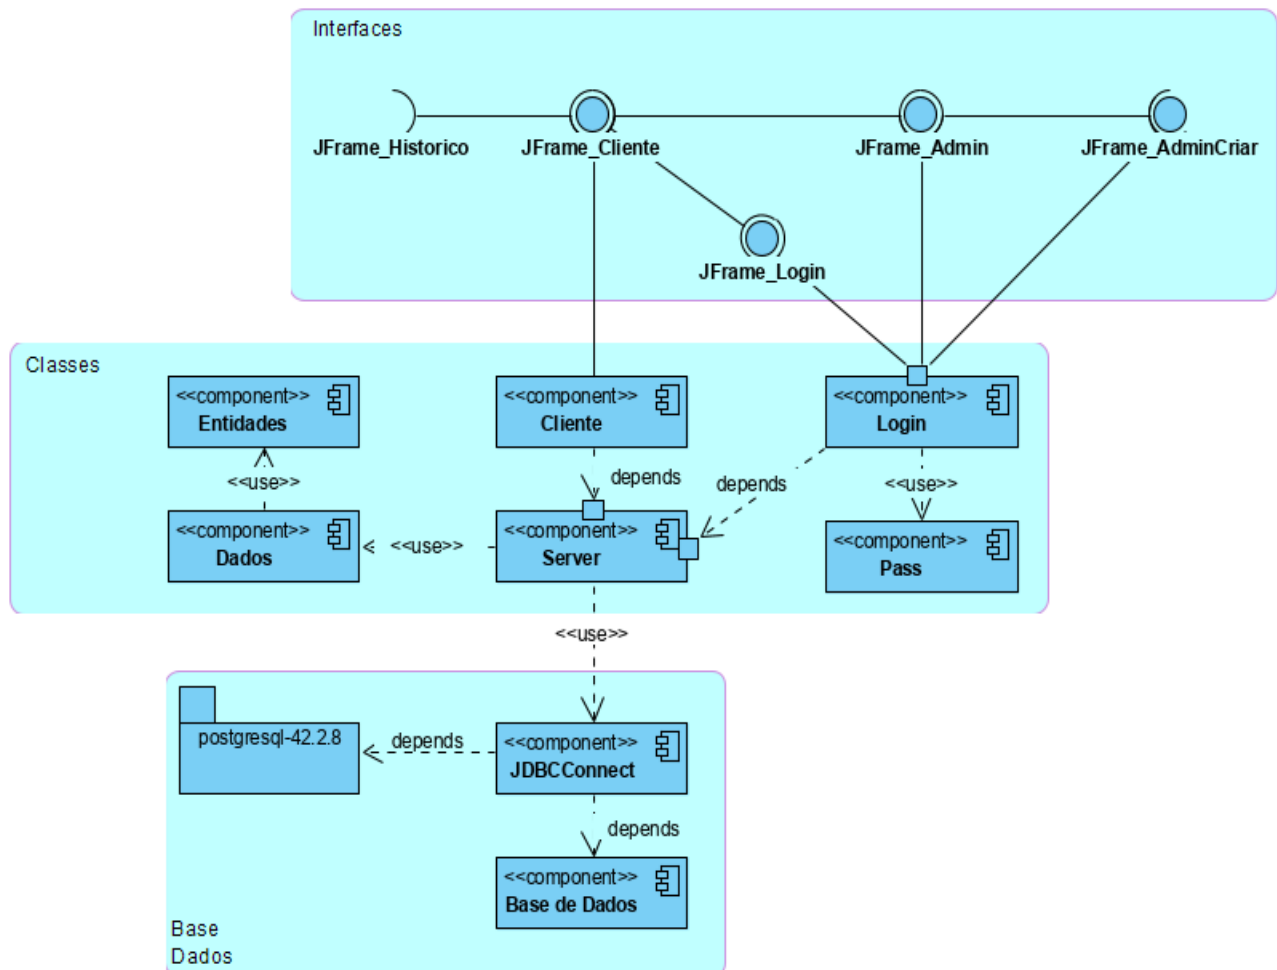 Interfaces
JFrame_Historico
JFrame_Cliente
JFrame_Admin
JFrame_AdminCriar
JFrame_Login
Classes
<<component>>
Entidades
<<component>>
Cliente
<<component>>
Login
<<use>>
depends
depends
<<use>>
<<component>>
Dados
<<use>>
<<component>>
Server
<<component>>
Pass
<<use>>
postgresql-42.2.8
depends
<<component>>
JDBCConnect
depends
<<component>>
Base de Dados
Base
Dados